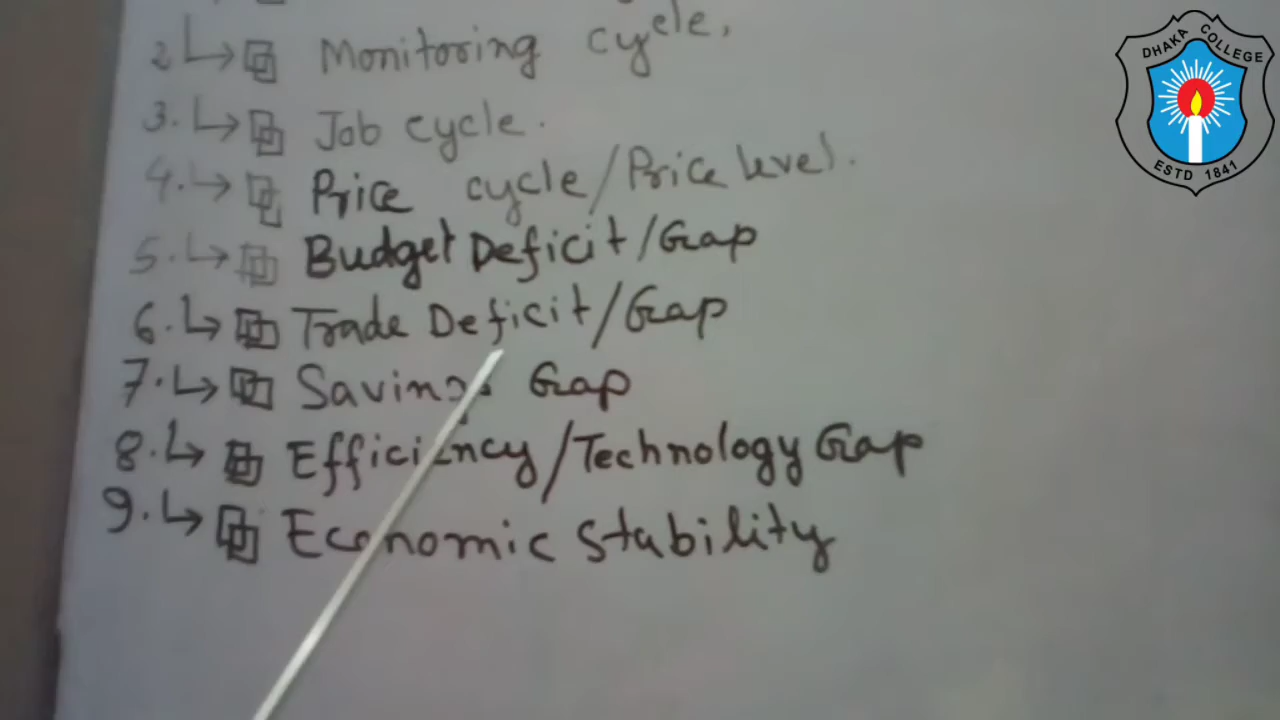 2 Monitoring cycle.
3. Job cycle.
4. Price cycle/Price level.
5. Budget Deficit/Gap
6. Trade Deficit/Gap
7. Savings Gap
8. Efficiency/Technology Gap
9. Economic Stability
DHAKA COLLEGE
ESTD 1841